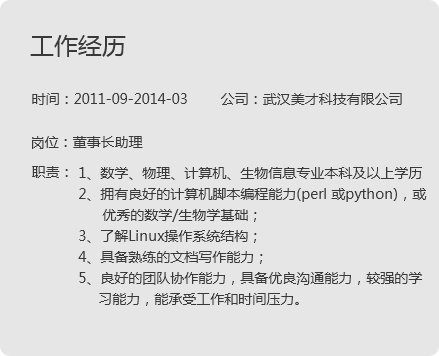 工作经历
时间：2011-09-2014-03 公司：武汉美才科技有限公司
岗位：董事长助理
职责：1、数学、物理、计算机、生物信息专业本科及以上学历
2、拥有良好的计算机脚本编程能力(perl 或python)，或
优秀的数学/生物学基础；
3、了解Linux操作系统结构；
4、具备熟练的文档写作能力；
5、良好的团队协作能力，具备优良沟通能力，较强的学
习能力，能承受工作和时间压力。